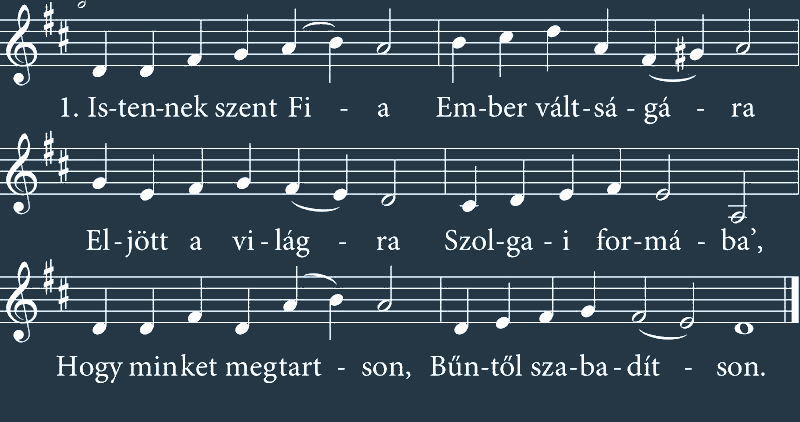 1. Is-ten-nek szent Fi - a Em-ber vált-sá - gá - ra
El-jött a vi-lág - ra Szol-ga - i for-má - ba’,
Hogy minket megtart - son, Bűn-től sza-ba-dít - son.